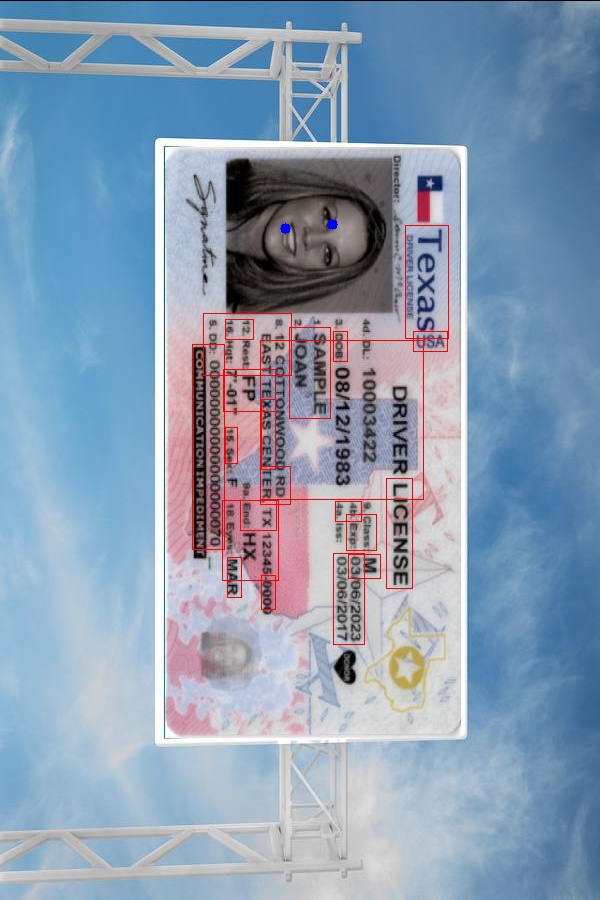 Texas USA
DRIVER LICENSE
Director:
DRIVER LICENSE
4d. DL: 10003422
9. Class: M
3. DOB: 08/12/1983
4b. Exp: 03/06/2023
4a. Iss: 03/06/2017
1. SAMPLE
2. JOAN
8. 12 COTTONWOOD RD
EAST TEXAS CENTER TX 12345-0000
12. Rest: FP
9a. End: HX
16. Hgt: 7'-01"
15. Sex: F
18. Eyes: MAR
5. DD:
COMMUNICATION IMPEDIMENT
Signature
DONOR